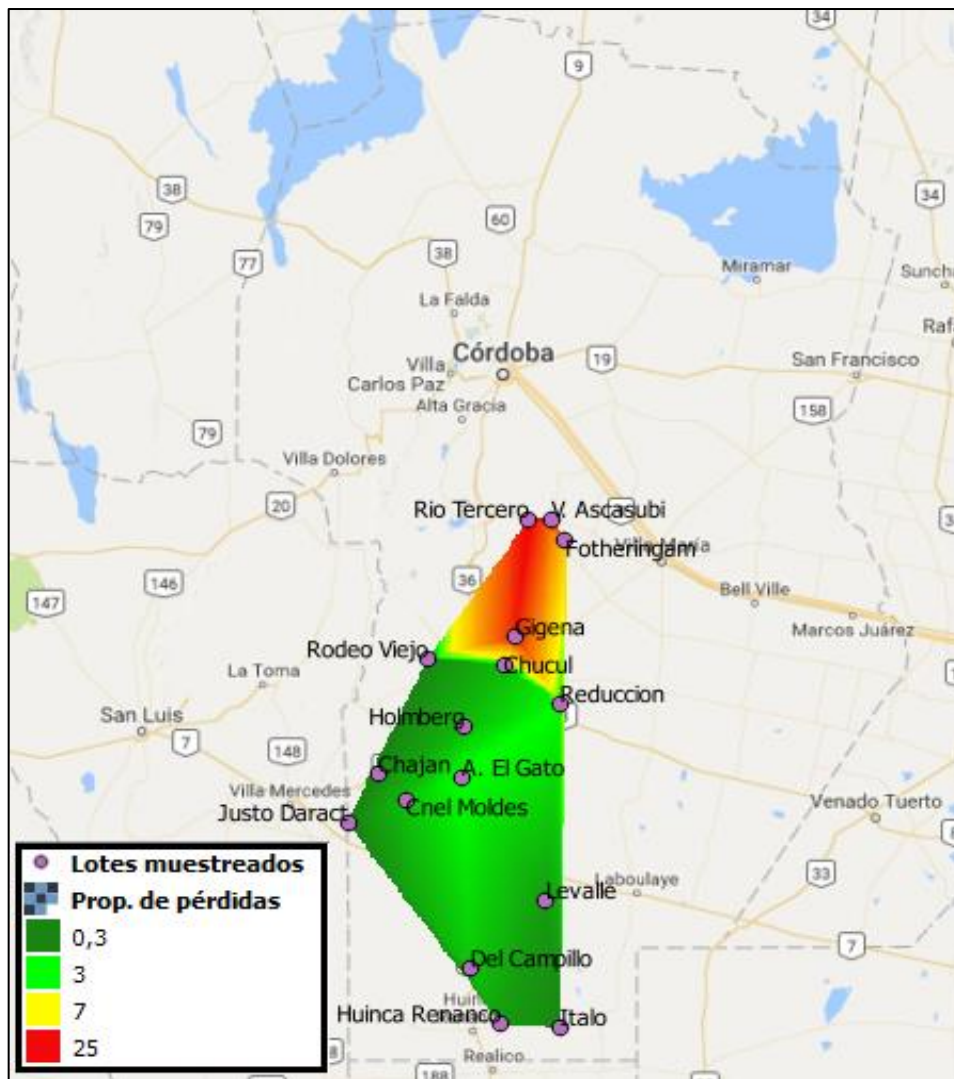 34
9
38
79
60
34
77
38
Miramar
Suncha
La Falda
Rafa
Córdoba
19
Villa
Carlos Paz
San Francisco
Alta Gracia
158
79
Villa Dolores
20
Rio Tercero
V. Ascasubi
Fotheringam
Villa María
36
146
147
Bell Ville
Marcos Juárez
Gigena
Rodeo Viejo
Chucul
La Toma
Reduccion
San Luis
Holmberg
7
148
Chajan
A. El Gato
Villa Mercedes
Cnel Moldes
Venado Tuerto
Justo Daract
Lotes muestreados
Prop. de pérdidas
0,3
3
7
25
Levalle
Laboulaye
33
7
Del Campillo
Huinca Renanco
Italo
Realico
188